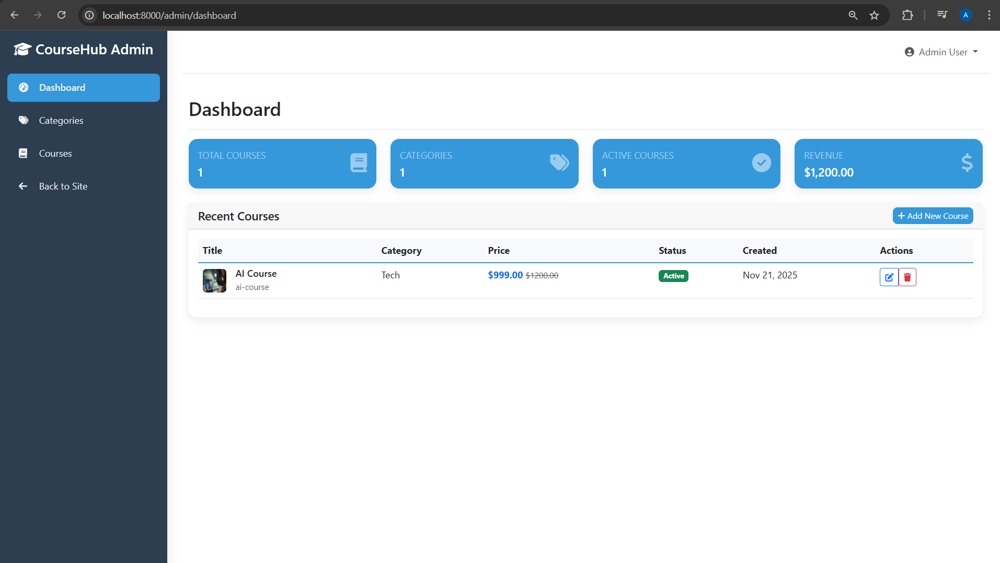 localhost:8000/admin/dashboard
A
CourseHub Admin
Admin User
Dashboard
Categories
Courses
Back to Site
Dashboard
TOTAL COURSES
1
CATEGORIES
1
ACTIVE COURSES
1
REVENUE
$1,200.00
Recent Courses
+ Add New Course
Title Category Price Status Created Actions
AI Course Tech $999.00 $1200.00 Active Nov 21, 2025
ai-course